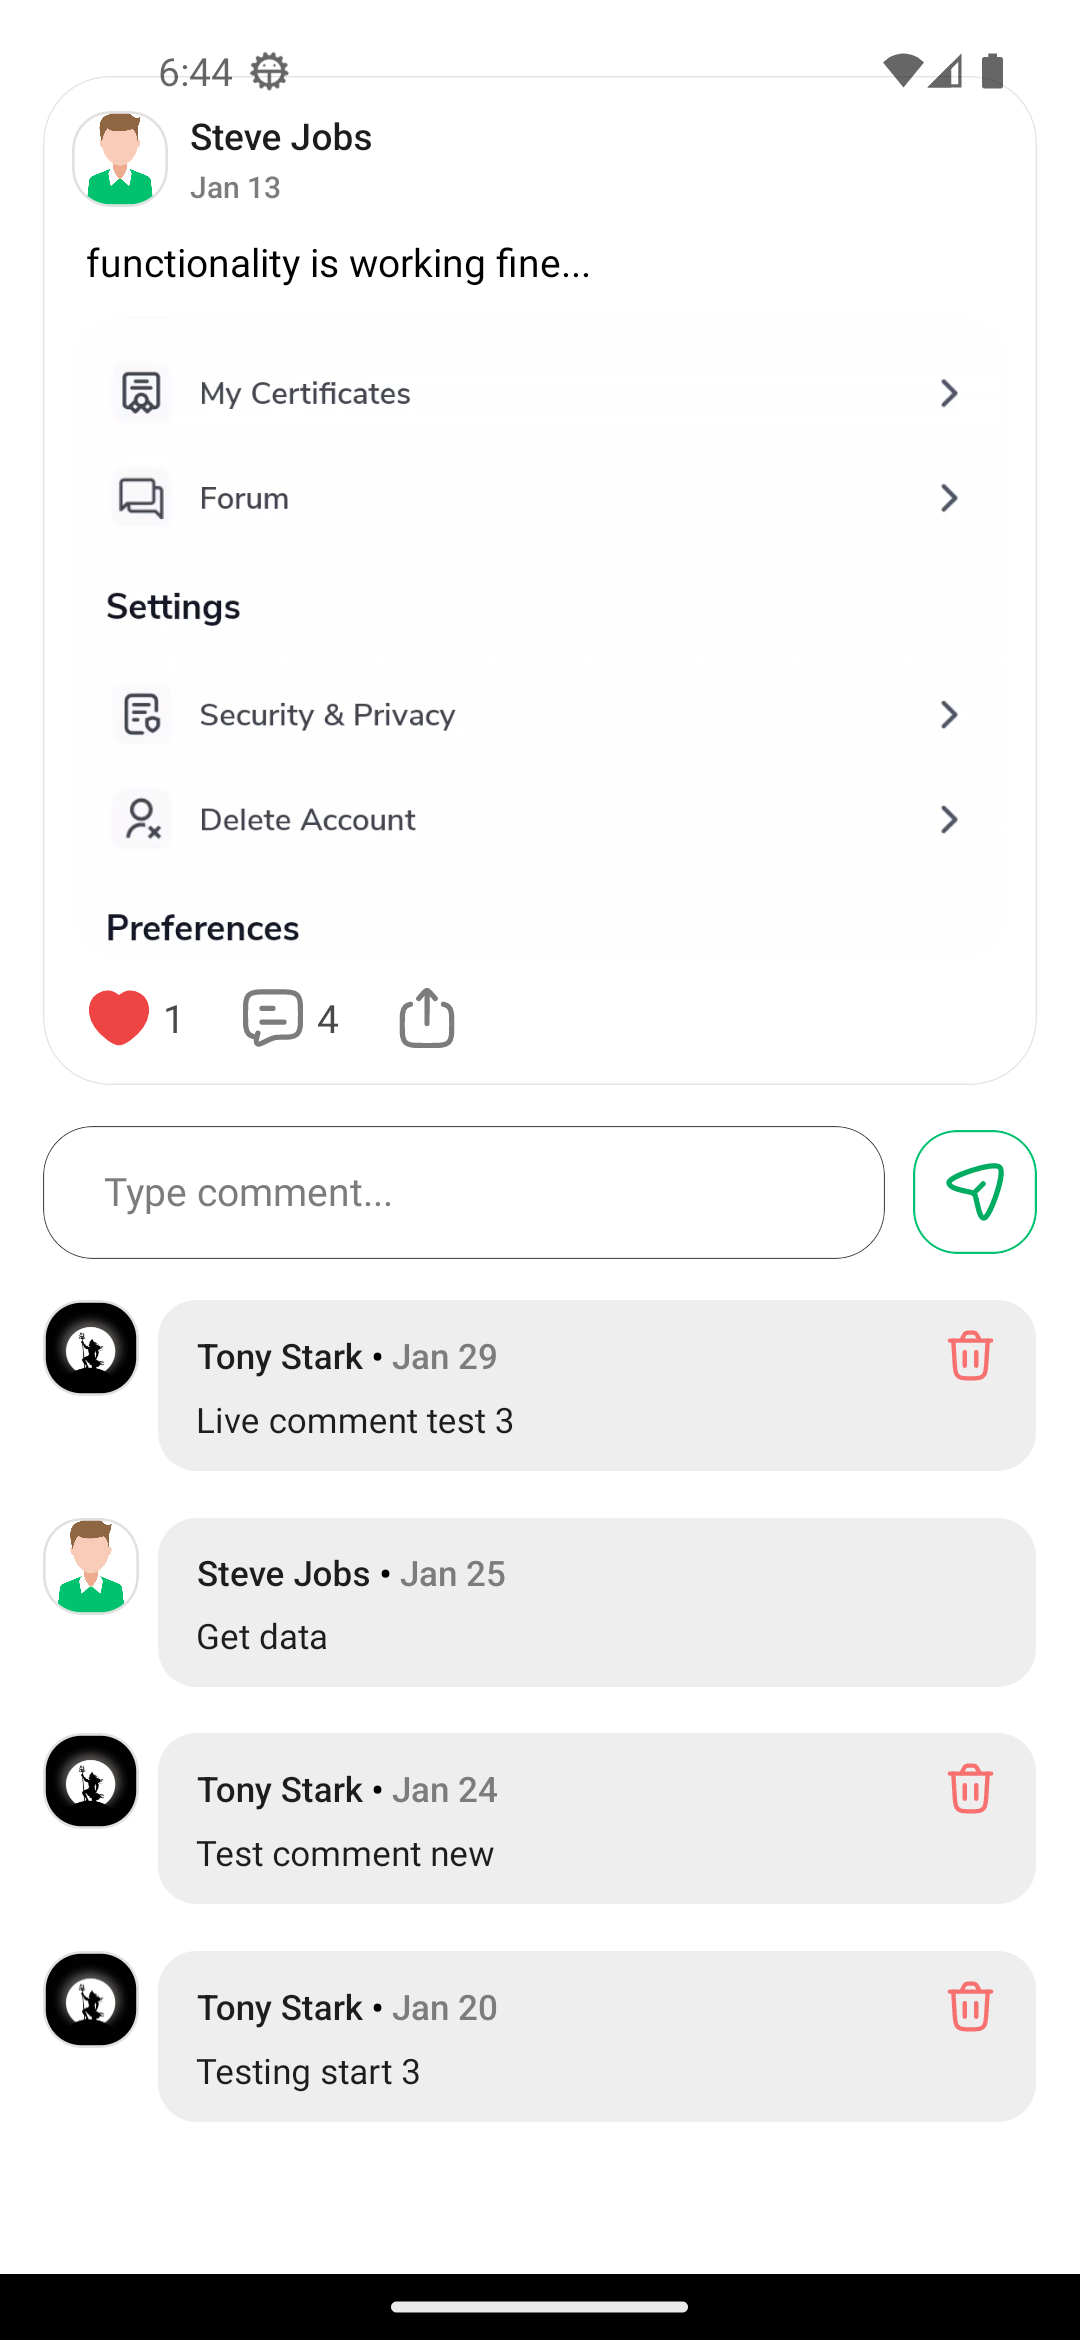 6:44
Steve Jobs
Jan 13
functionality is working fine...
My Certificates
Forum
Settings
Security & Privacy
Delete Account
Preferences
1 4
Type comment...
Tony Stark • Jan 29
Live comment test 3
Steve Jobs • Jan 25
Get data
Tony Stark • Jan 24
Test comment new
Tony Stark • Jan 20
Testing start 3